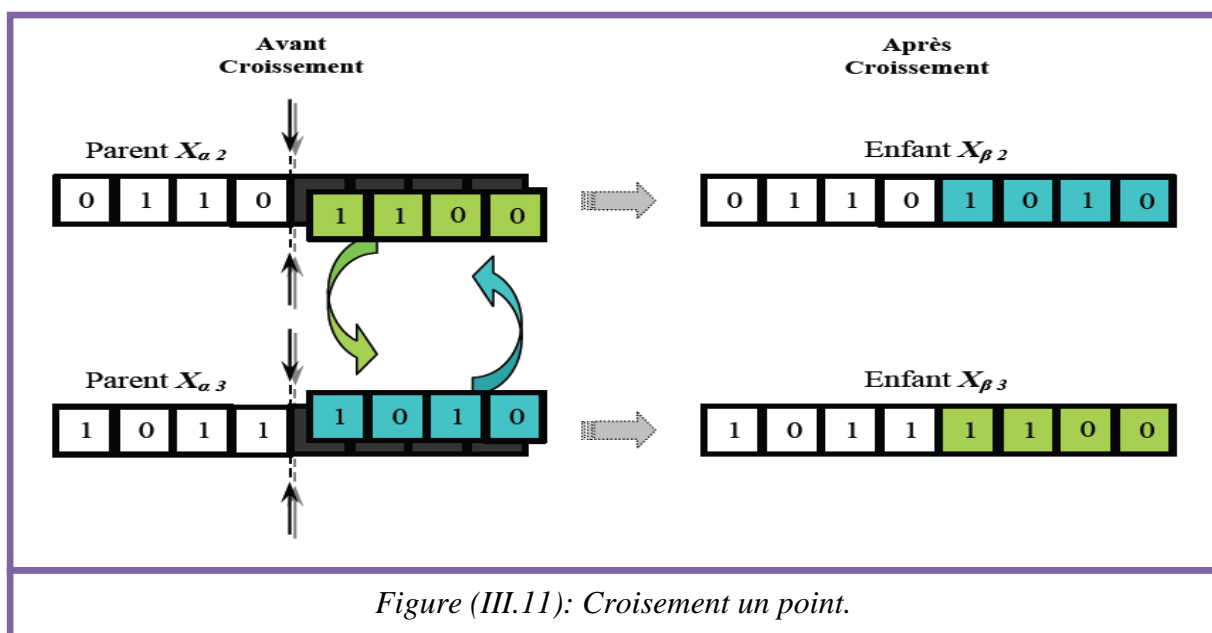 Avant
Croissement
Après
Croissement
Parent Xα 2
Enfant Xβ 2
0 1 1 0 1 1 0 0
0 1 1 0 1 0 1 0
Parent Xα 3
Enfant Xβ 3
1 0 1 1 1 0 1 0
1 0 1 1 1 1 0 0
Figure (III.11): Croisement un point.